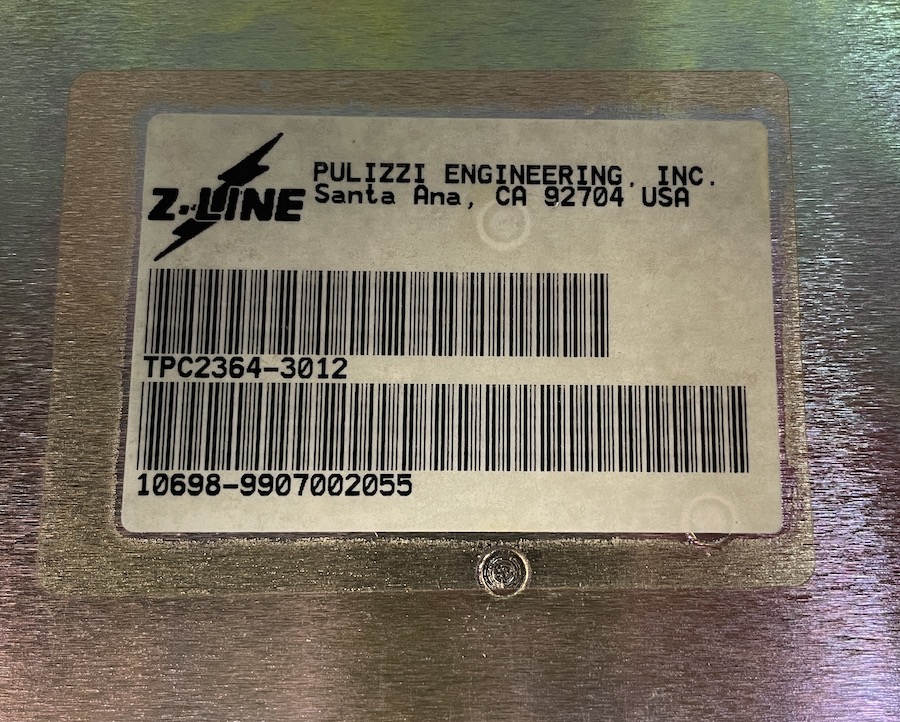 Z-LINE
PULIZZI ENGINEERING, INC.
Santa Ana, CA 92704 USA
TPC2364-3012
10698-9907002055